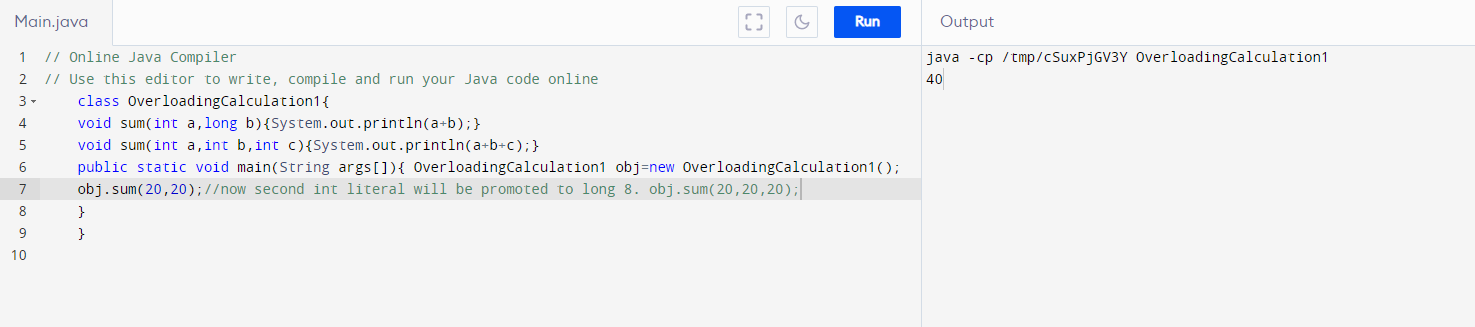 Main.java
Run
Output
1 // Online Java Compiler
2 // Use this editor to write, compile and run your Java code online
3 class OverloadingCalculation1{
4 void sum(int a,long b){System.out.println(a+b);}
5 void sum(int a,int b,int c){System.out.println(a+b+c);}
6 public static void main(String args[]){ OverloadingCalculation1 obj=new OverloadingCalculation1();
7 obj.sum(20,20);//now second int literal will be promoted to long 8. obj.sum(20,20,20);
8 }
9 }
10
java -cp /tmp/cSuxPjGV3Y OverloadingCalculation1
40